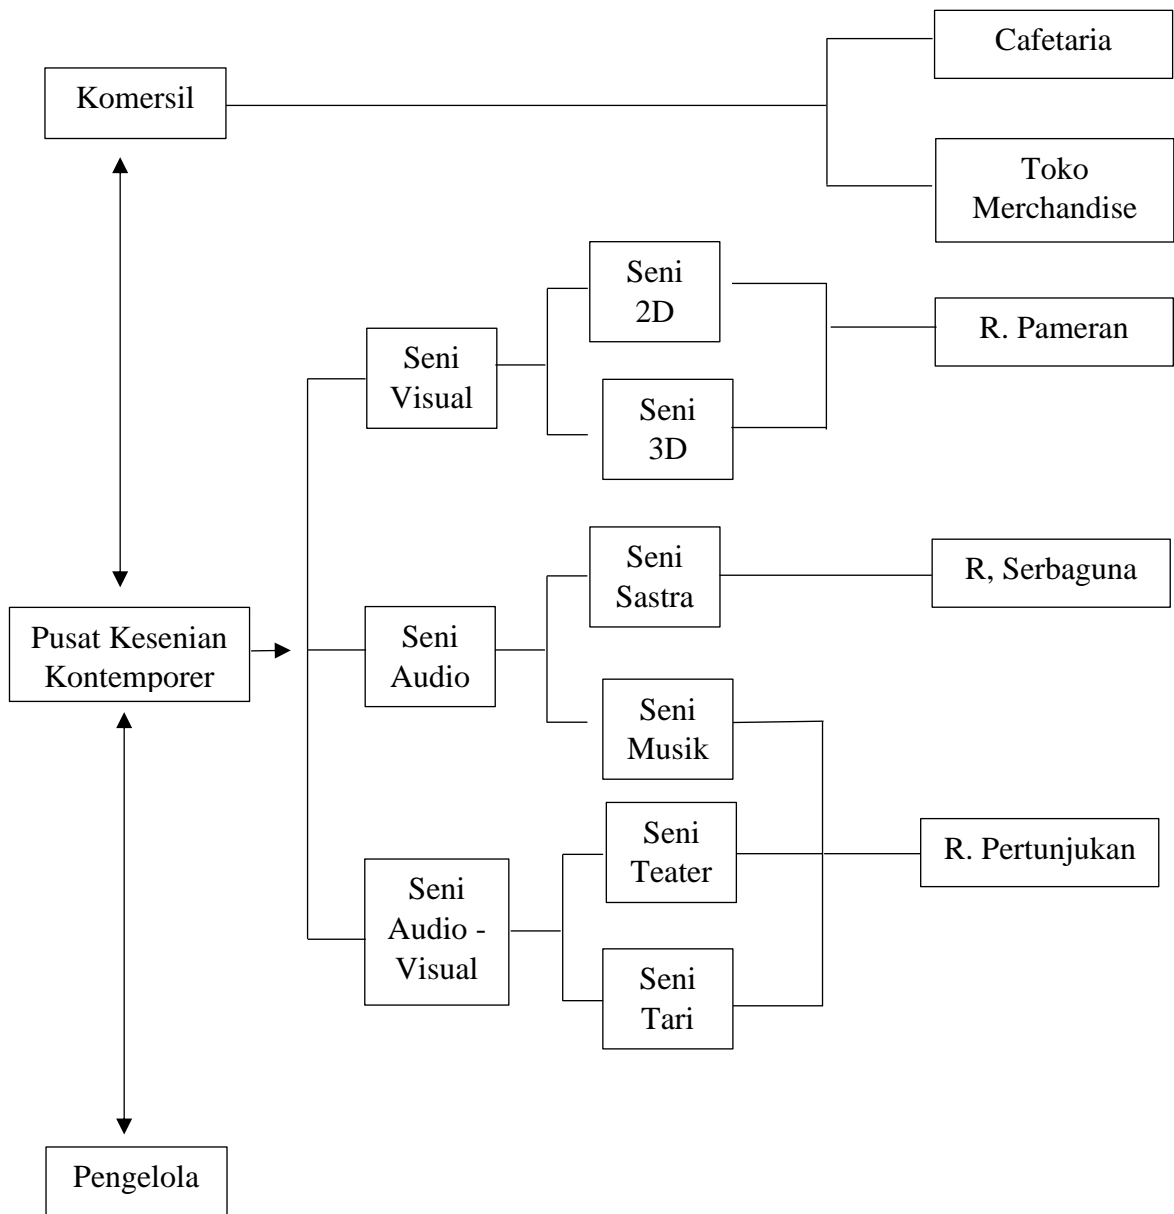 Cafetaria
Komersil
Toko
Merchandise
Seni
2D
R. Pameran
Seni
Visual
Seni
3D
Seni
Sastra
R, Serbaguna
Pusat Kesenian
Kontemporer
Seni
Audio
Seni
Musik
Seni
Teater
R. Pertunjukan
Seni
Audio -
Visual
Seni
Tari
Pengelola